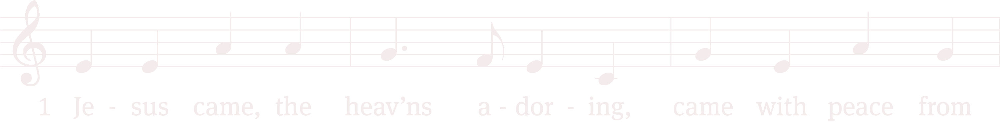 1 Je - sus came, the heav’ns a - dor - ing, came with peace from